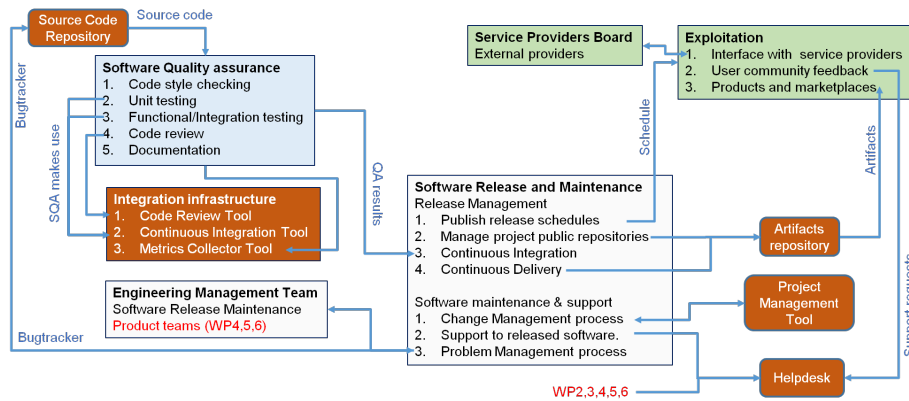 Source Code
Repository
Source code
Bugtracker
Software Quality assurance
1. Code style checking
2. Unit testing
3. Functional/Integration testing
4. Code review
5. Documentation
SQA makes use
QA results
Integration infrastructure
1. Code Review Tool
2. Continuous Integration Tool
3. Metrics Collector Tool
Engineering Management Team
Software Release Maintenance
Product teams (WP4,5,6)
Bugtracker
Service Providers Board
External providers
Exploitation
1. Interface with service providers
2. User community feedback
3. Products and marketplaces
Schedule
Artifacts
Support requests
Software Release and Maintenance
Release Management
1. Publish release schedules
2. Manage project public repositories
3. Continuous Integration
4. Continuous Delivery
Software maintenance & support
1. Change Management process
2. Support to released software.
3. Problem Management process
Artifacts
repository
Project
Management
Tool
Helpdesk
WP2,3,4,5,6